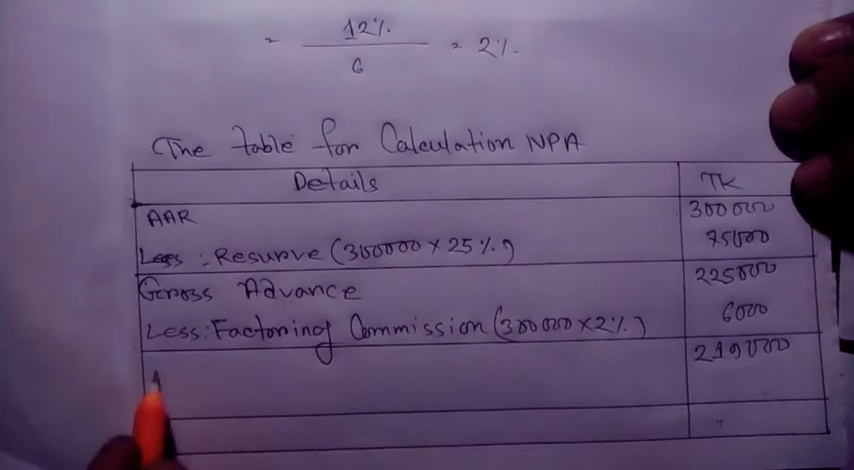 = 12% / 6 = 2%.
The table for Calculation NPA
Details TK
AAR 300000
Less : Resurve (300000 × 25%) 75000
Gross Advance 225000
Less: Factoring Commission (300000 × 2%) 6000
219000